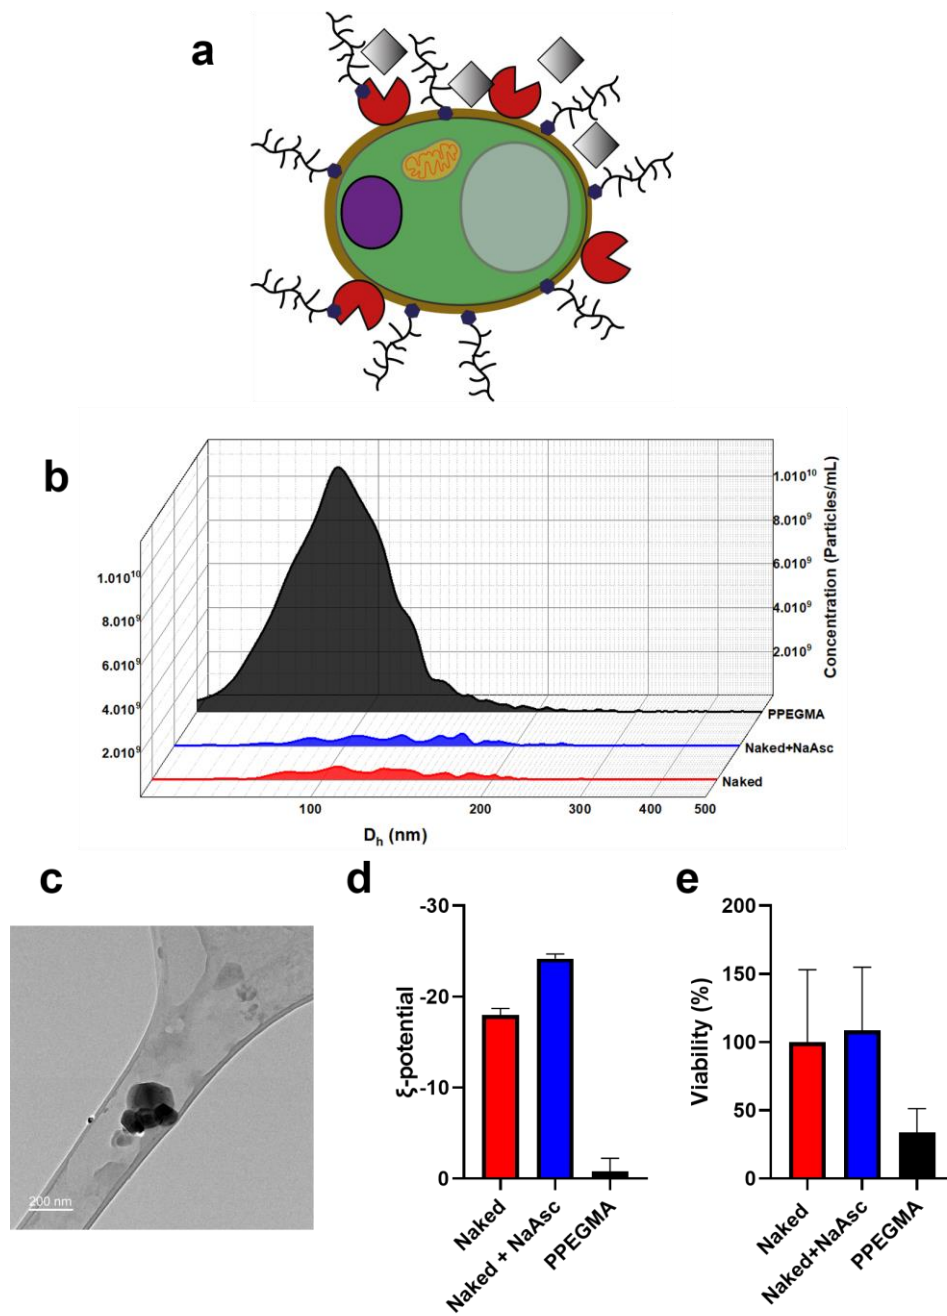 a
b
1.010¹⁰
8.010⁹
6.010⁹
4.010⁹
2.010⁹
1.010¹⁰
8.010⁹
6.010⁹
4.010⁹
2.010⁹
Concentration (Particles/mL)
PPEGMA
Naked+NaAsc
Naked
100
200
300
400
500
Dₕ (nm)
c
200 nm
d
-30
-20
-10
0
ξ-potential
Naked
Naked + NaAsc
PPEGMA
e
200
150
100
50
0
Viability (%)
Naked
Naked+NaAsc
PPEGMA